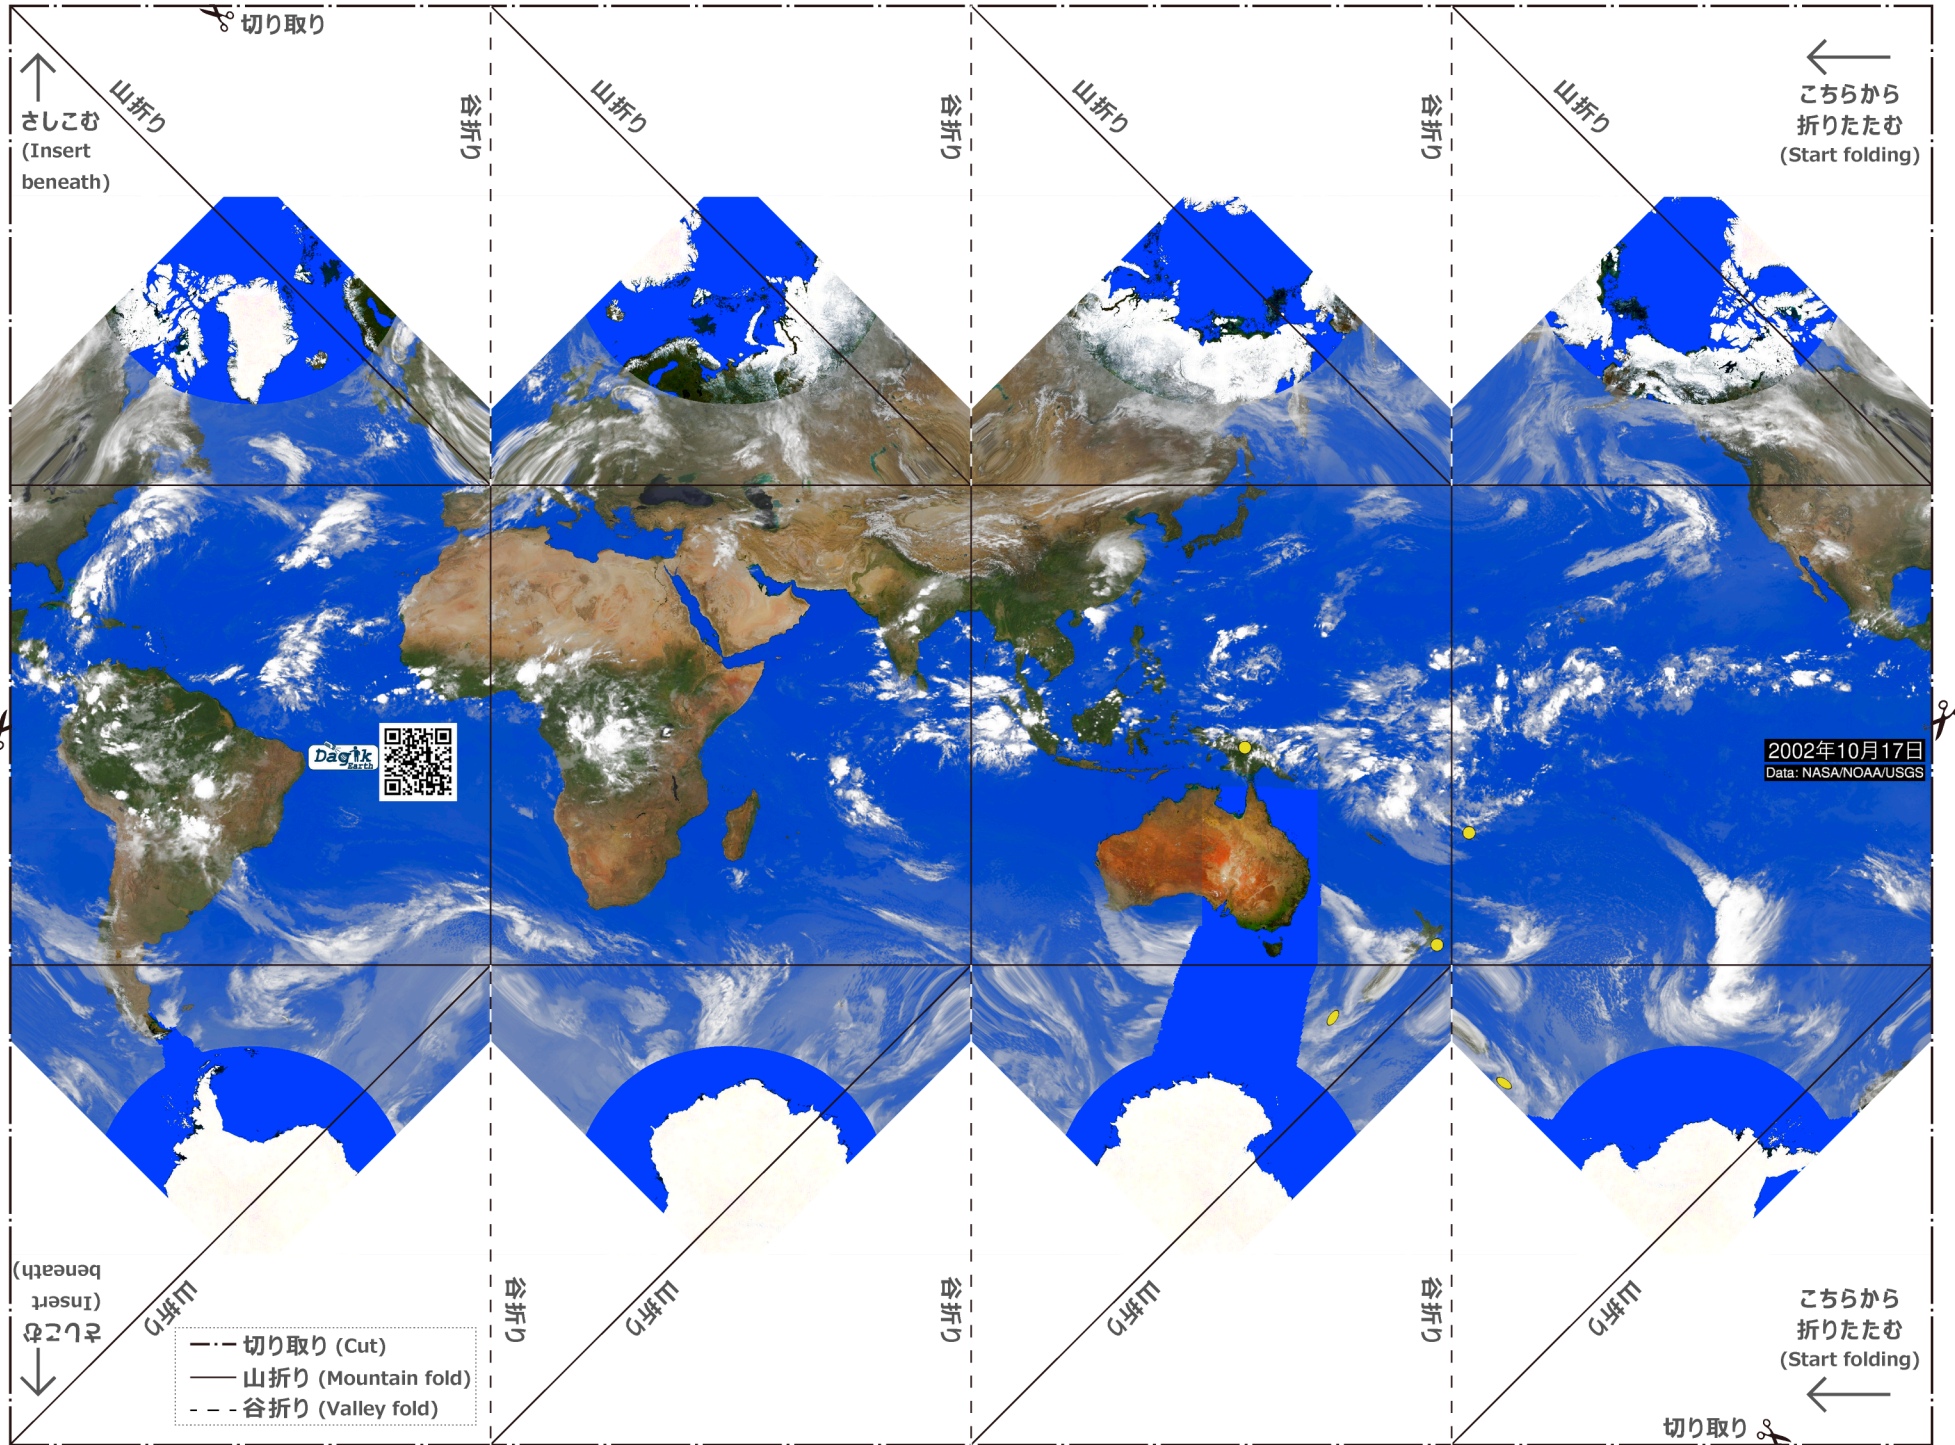 切り取り
さしこむ
(Insert
beneath)
山折り
谷折り
山折り
谷折り
山折り
谷折り
山折り
こちらから
折りたたむ
(Start folding)
Dagik
Earth
2002年10月17日
Data: NASA/NOAA/USGS
さしこむ
(Insert
beneath)
山折り
谷折り
山折り
谷折り
山折り
谷折り
山折り
こちらから
折りたたむ
(Start folding)
切り取り (Cut)
山折り (Mountain fold)
谷折り (Valley fold)
切り取り